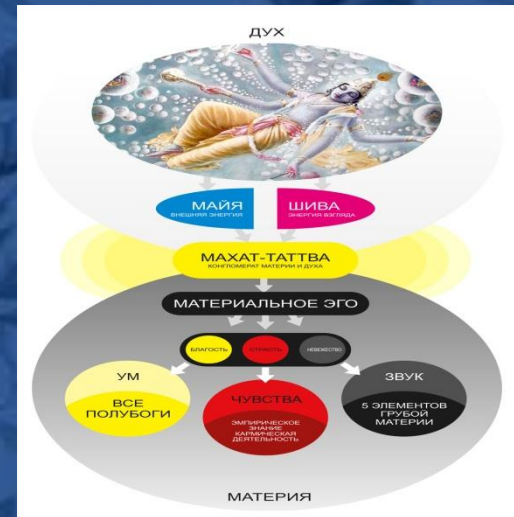 ДУХ
МАЙЯ
ВНЕШНЯЯ ЭНЕРГИЯ
ШИВА
ЭНЕРГИЯ ВЗГЛЯДА
МАХАТ-ТАТТВА
КОНГЛОМЕРАТ МАТЕРИИ И ДУХА
МАТЕРИАЛЬНОЕ ЭГО
БЛАГОСТЬ
СТРАСТЬ
НЕВЕЖЕСТВО
УМ
ВСЕ
ПОЛУБОГИ
ЧУВСТВА
ЭМПИРИЧЕСКОЕ
ЗНАНИЕ
КАРМИЧЕСКАЯ
ДЕЯТЕЛЬНОСТЬ
ЗВУК
5 ЭЛЕМЕНТОВ
ГРУБОЙ
МАТЕРИИ
МАТЕРИЯ